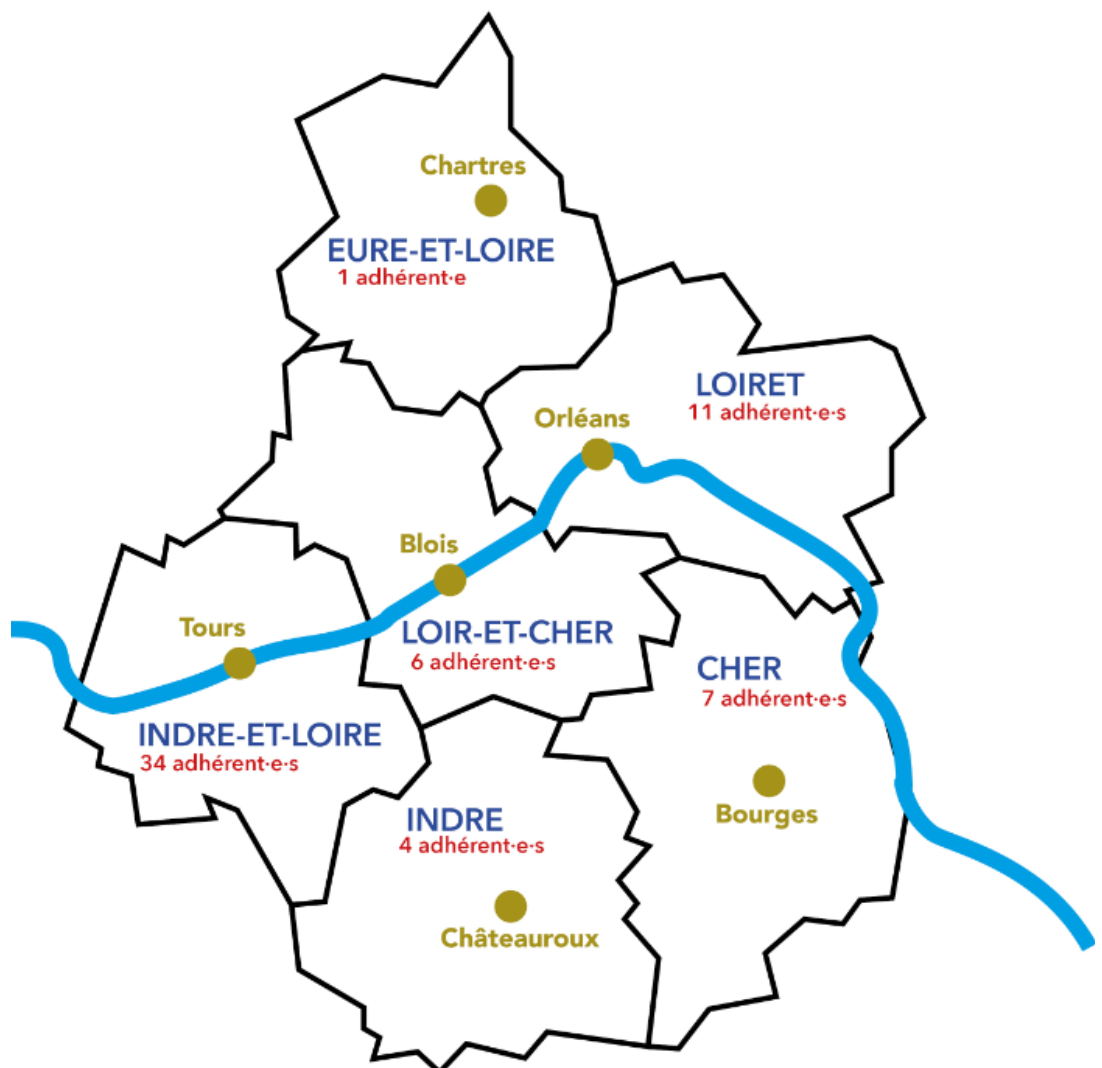 Chartres
EURE-ET-LOIRE
1 adhérent·e
LOIRET
11 adhérent·e·s
Orléans
Blois
Tours
LOIR-ET-CHER
6 adhérent·e·s
CHER
7 adhérent·e·s
INDRE-ET-LOIRE
34 adhérent·e·s
INDRE
4 adhérent·e·s
Bourges
Châteauroux